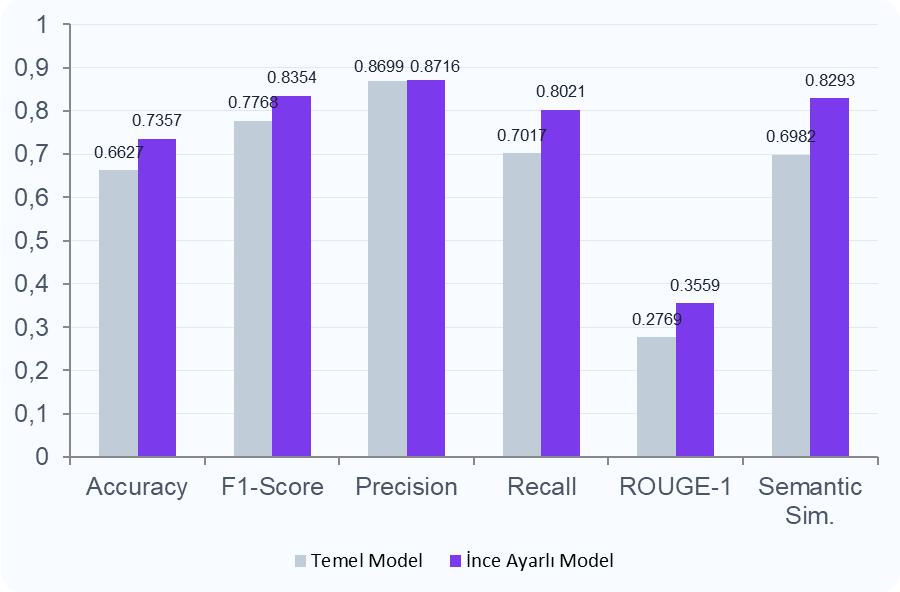 1
0,9
0,8
0,7
0,6
0,5
0,4
0,3
0,2
0,1
0
0.6627
0.7357
0.7768
0.8354
0.8699
0.8716
0.7017
0.8021
0.2769
0.3559
0.6982
0.8293
Accuracy
F1-Score
Precision
Recall
ROUGE-1
Semantic
Sim.
Temel Model
İnce Ayarlı Model